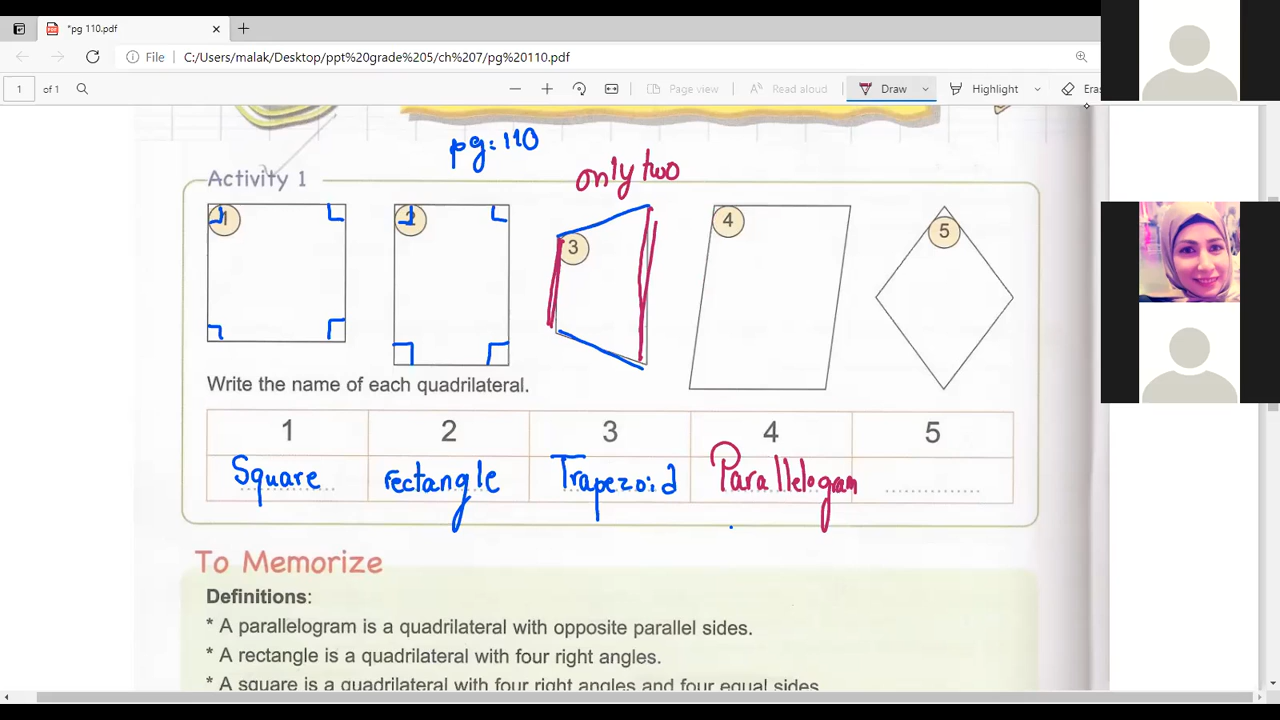 *pg 110.pdf
File C:/Users/malak/Desktop/ppt%20grade%205/ch%207/pg%20110.pdf
1 of 1 Page view Read aloud Draw Highlight Eras
pg: 110
only two
Activity 1
1 2 3 4 5
Write the name of each quadrilateral.
1 2 3 4 5
Square rectangle Trapezoid Parallelogram
To Memorize
Definitions:
* A parallelogram is a quadrilateral with opposite parallel sides.
* A rectangle is a quadrilateral with four right angles.
* A square is a quadrilateral with four right angles and four equal sides.